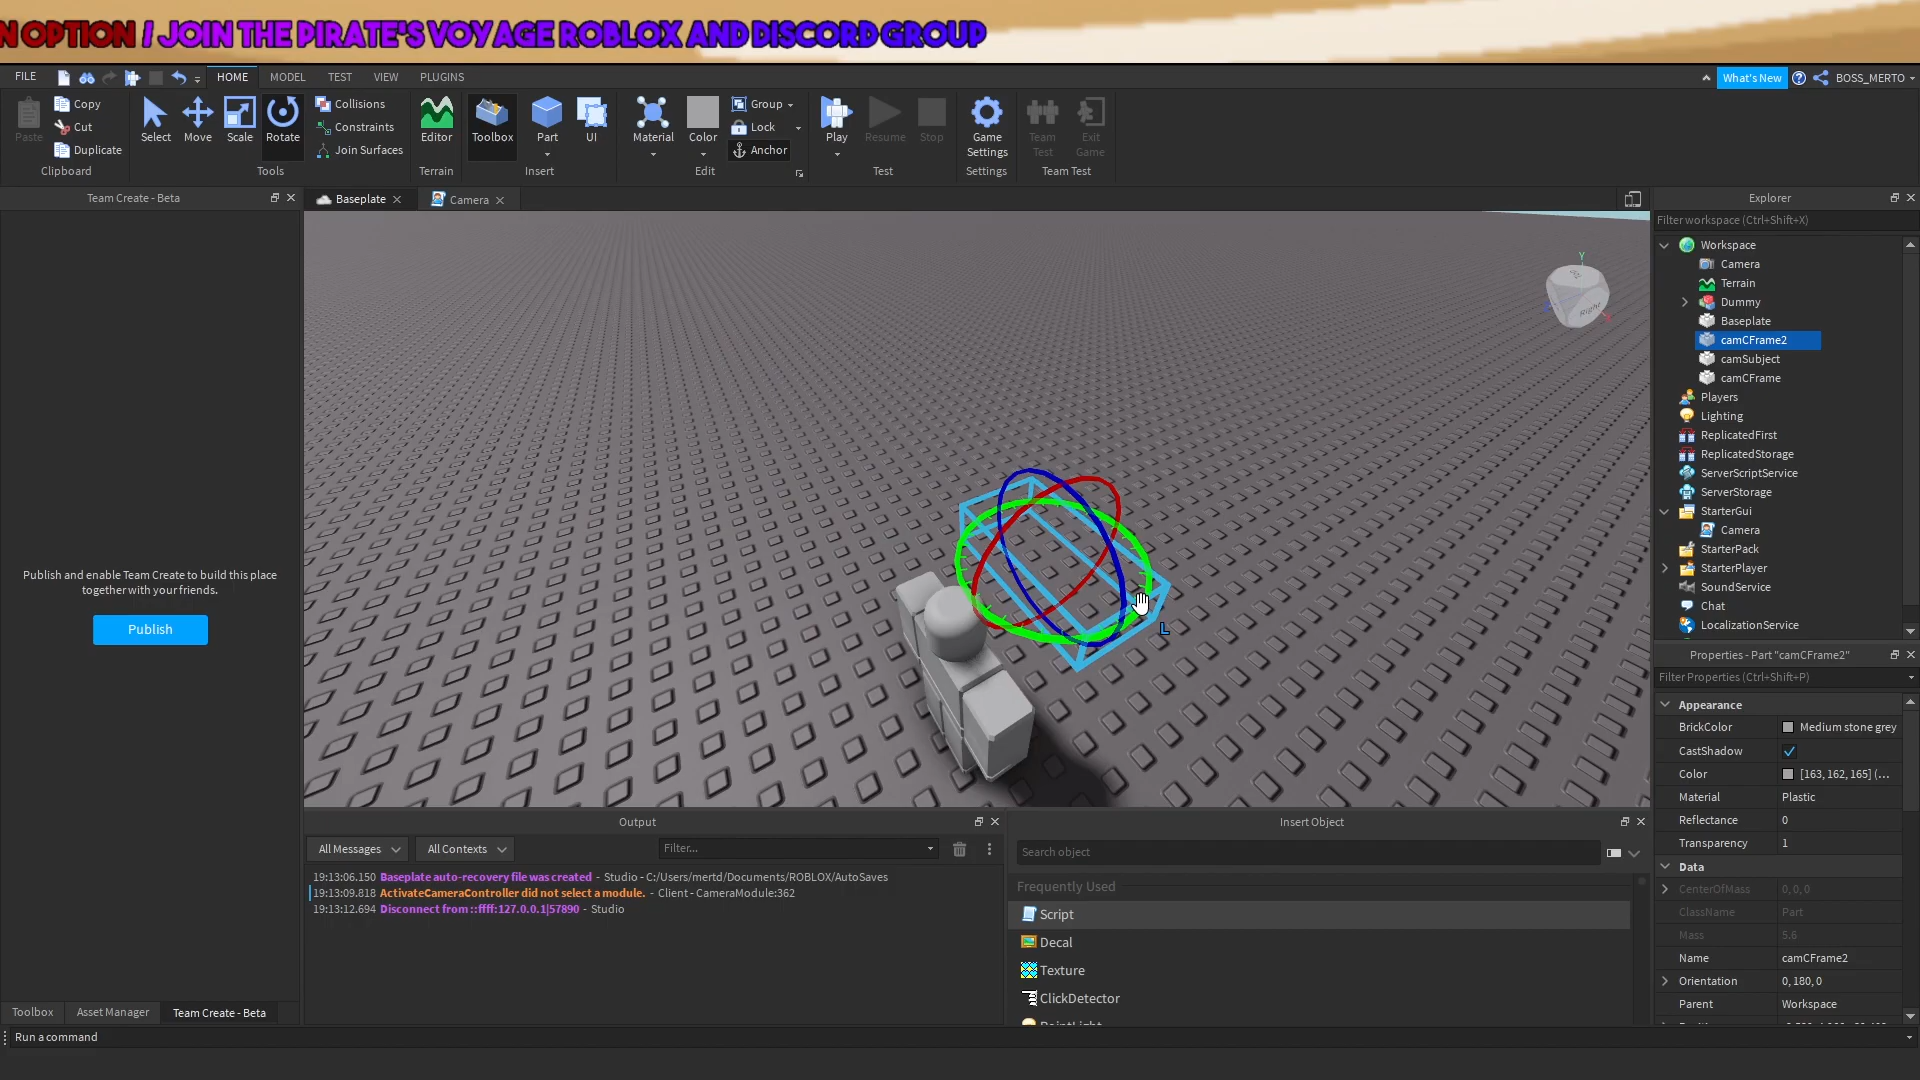 N OPTION / JOIN THE PIRATE'S VOYAGE ROBLOX AND DISCORD GROUP
FILE HOME MODEL TEST VIEW PLUGINS What's New BOSS_MERTO
Paste Copy Cut Duplicate Clipboard
Select Move Scale Rotate Collisions Constraints Join Surfaces Tools
Editor Terrain
Toolbox Part UI Insert
Material Color Group Lock Anchor Edit
Play Resume Stop Test
Game Settings Settings
Team Test Exit Game Team Test
Team Create - Beta
Baseplate Camera
Publish and enable Team Create to build this place
together with your friends.
Publish
Toolbox Asset Manager Team Create - Beta
Y
Right
L
Output
All Messages All Contexts Filter...
19:13:06.150 Baseplate auto-recovery file was created - Studio - C:/Users/mertd/Documents/ROBLOX/AutoSaves
19:13:09.818 ActivateCameraController did not select a module. - Client - CameraModule:362
19:13:12.694 Disconnect from ::ffff:127.0.0.1|57890 - Studio
Insert Object
Search object
Frequently Used
Script
Decal
Texture
ClickDetector
PointLight
Explorer
Filter workspace (Ctrl+Shift+X)
Workspace
Camera
Terrain
Dummy
Baseplate
camCFrame2
camSubject
camCFrame
Players
Lighting
ReplicatedFirst
ReplicatedStorage
ServerScriptService
ServerStorage
StarterGui
Camera
StarterPack
StarterPlayer
SoundService
Chat
LocalizationService
Properties - Part "camCFrame2"
Filter Properties (Ctrl+Shift+P)
Appearance
BrickColor Medium stone grey
CastShadow
Color [163, 162, 165] (...
Material Plastic
Reflectance 0
Transparency 1
Data
CenterOfMass 0, 0, 0
ClassName Part
Mass 5.6
Name camCFrame2
Orientation 0, 180, 0
Parent Workspace
Run a command